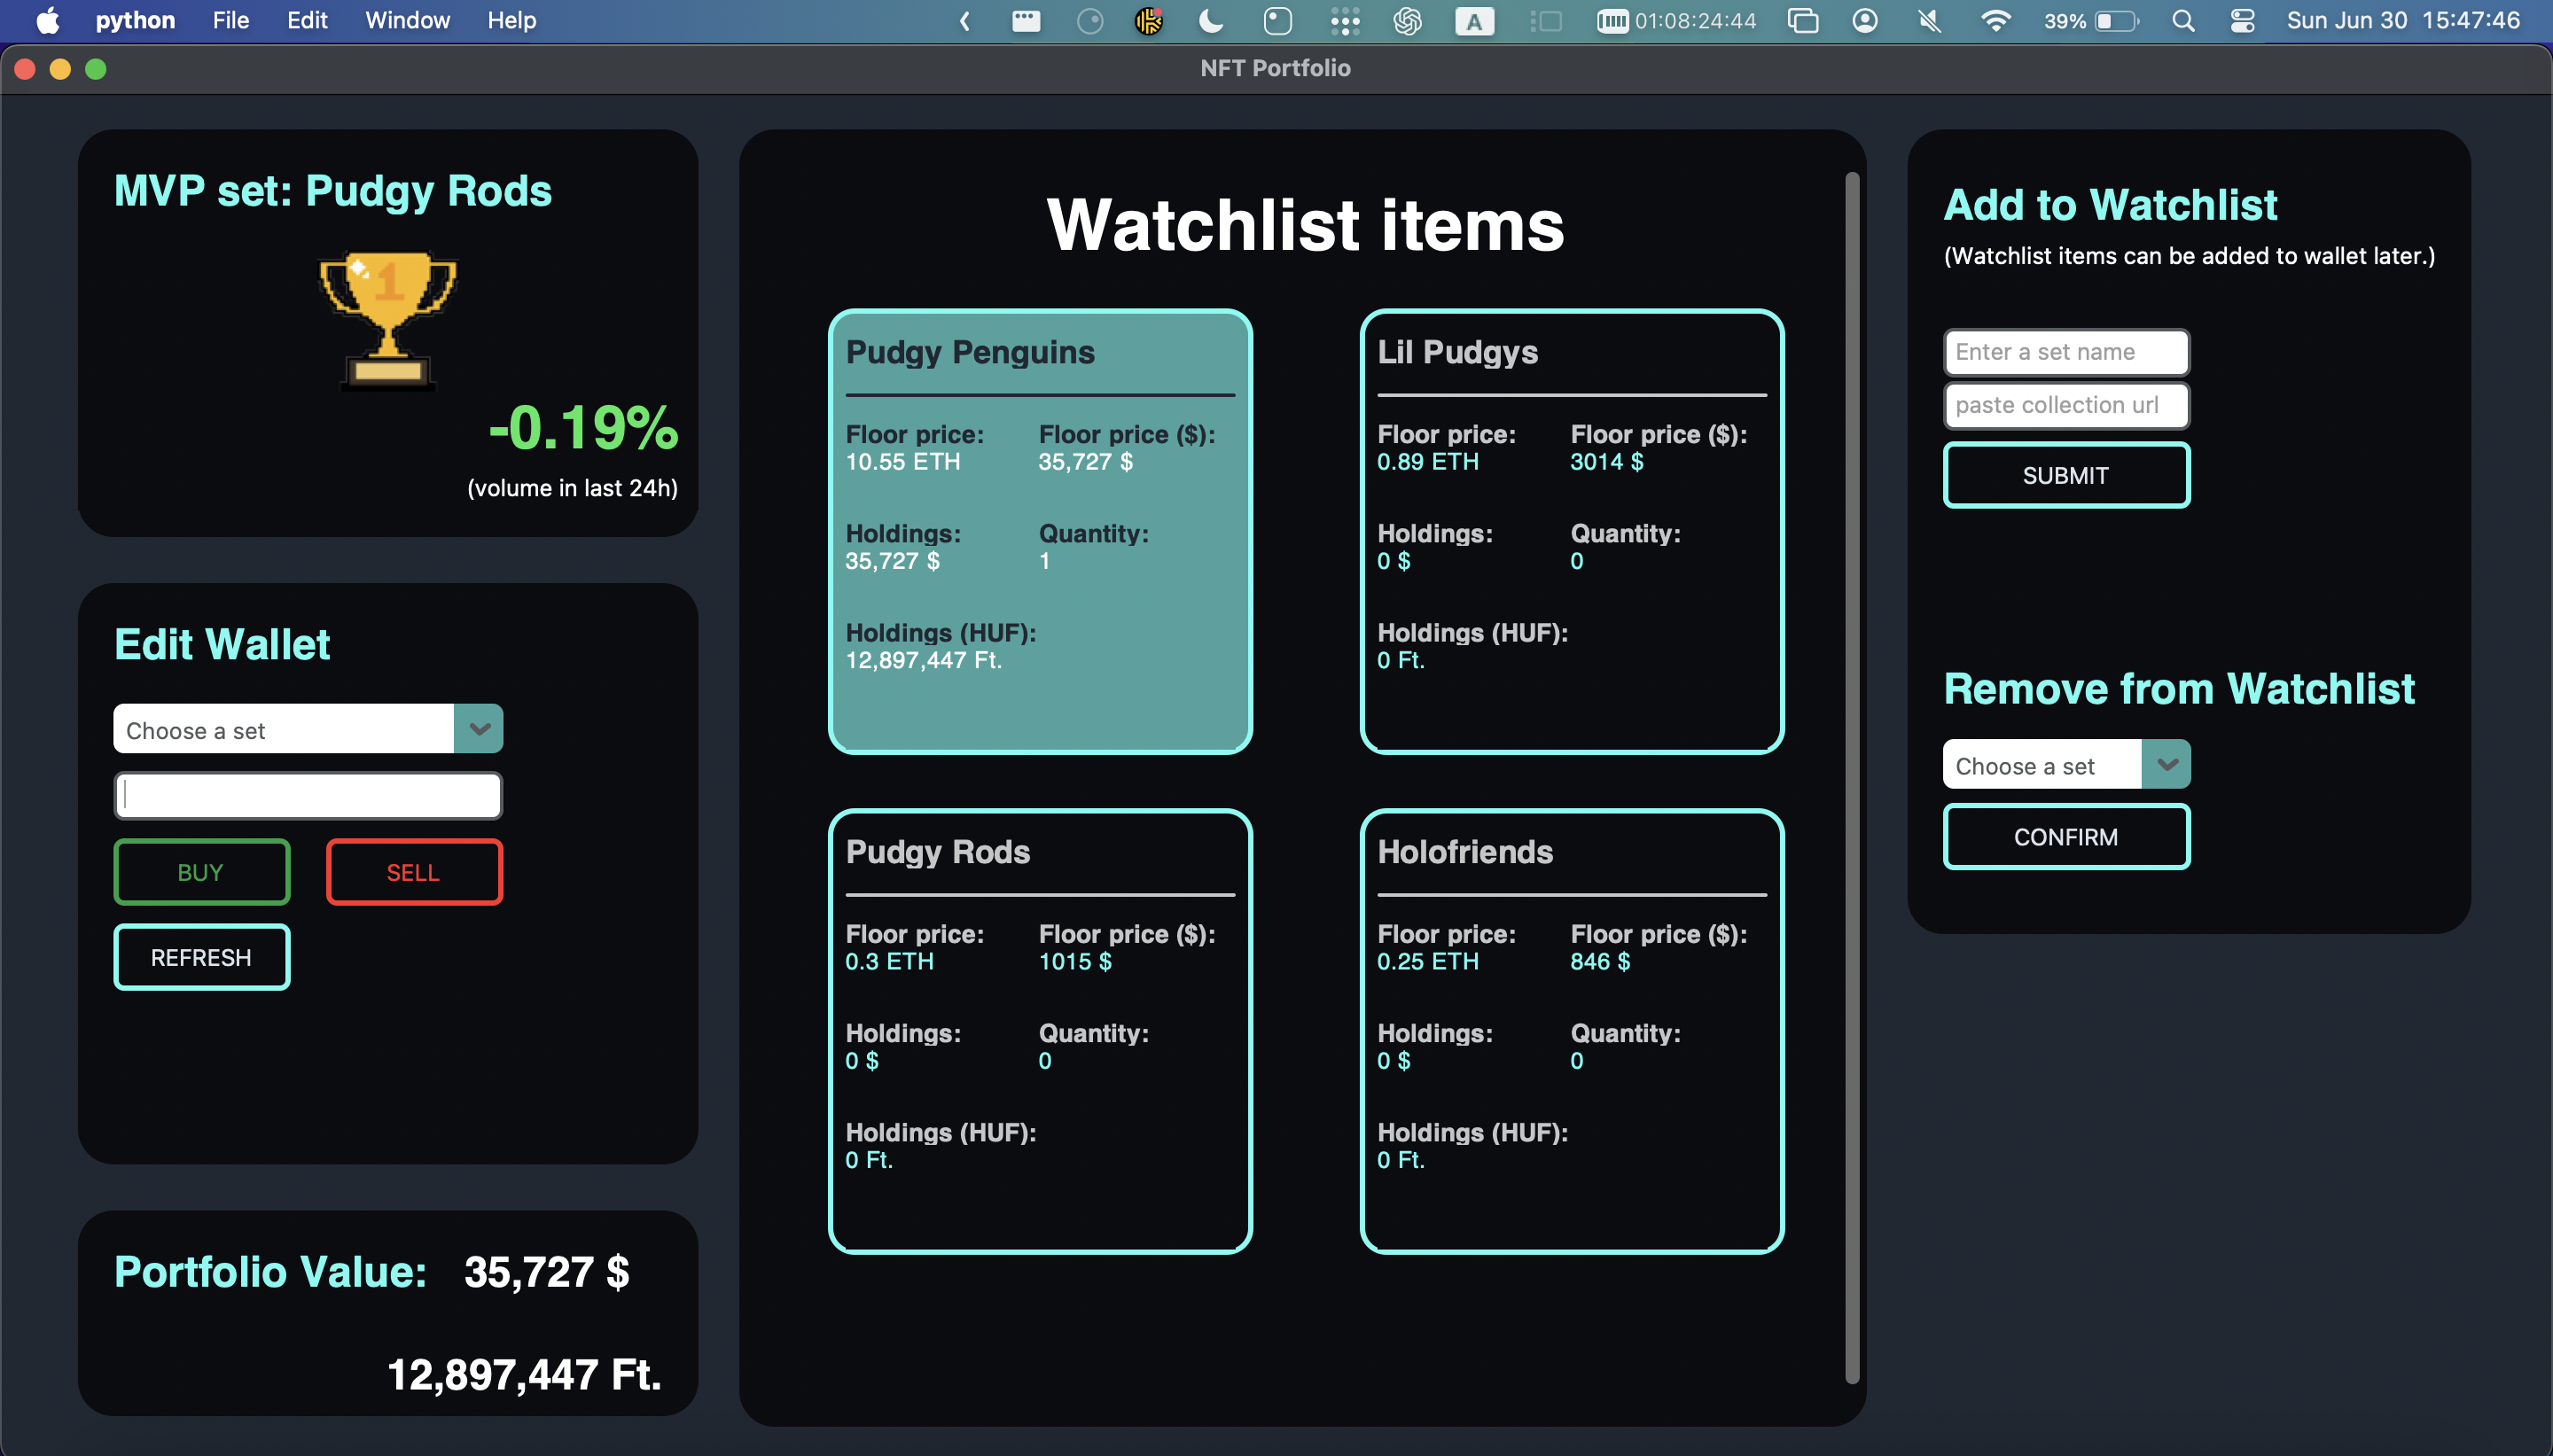 python File Edit Window Help
A 01:08:24:44 39% Sun Jun 30 15:47:46
NFT Portfolio
MVP set: Pudgy Rods
1
-0.19%
(volume in last 24h)
Edit Wallet
Choose a set
BUY SELL
REFRESH
Portfolio Value: 35,727 $
12,897,447 Ft.
Watchlist items
Pudgy Penguins
Floor price: Floor price ($):
10.55 ETH 35,727 $
Holdings: Quantity:
35,727 $ 1
Holdings (HUF):
12,897,447 Ft.
Lil Pudgys
Floor price: Floor price ($):
0.89 ETH 3014 $
Holdings: Quantity:
0 $ 0
Holdings (HUF):
0 Ft.
Pudgy Rods
Floor price: Floor price ($):
0.3 ETH 1015 $
Holdings: Quantity:
0 $ 0
Holdings (HUF):
0 Ft.
Holofriends
Floor price: Floor price ($):
0.25 ETH 846 $
Holdings: Quantity:
0 $ 0
Holdings (HUF):
0 Ft.
Add to Watchlist
(Watchlist items can be added to wallet later.)
Enter a set name
paste collection url
SUBMIT
Remove from Watchlist
Choose a set
CONFIRM